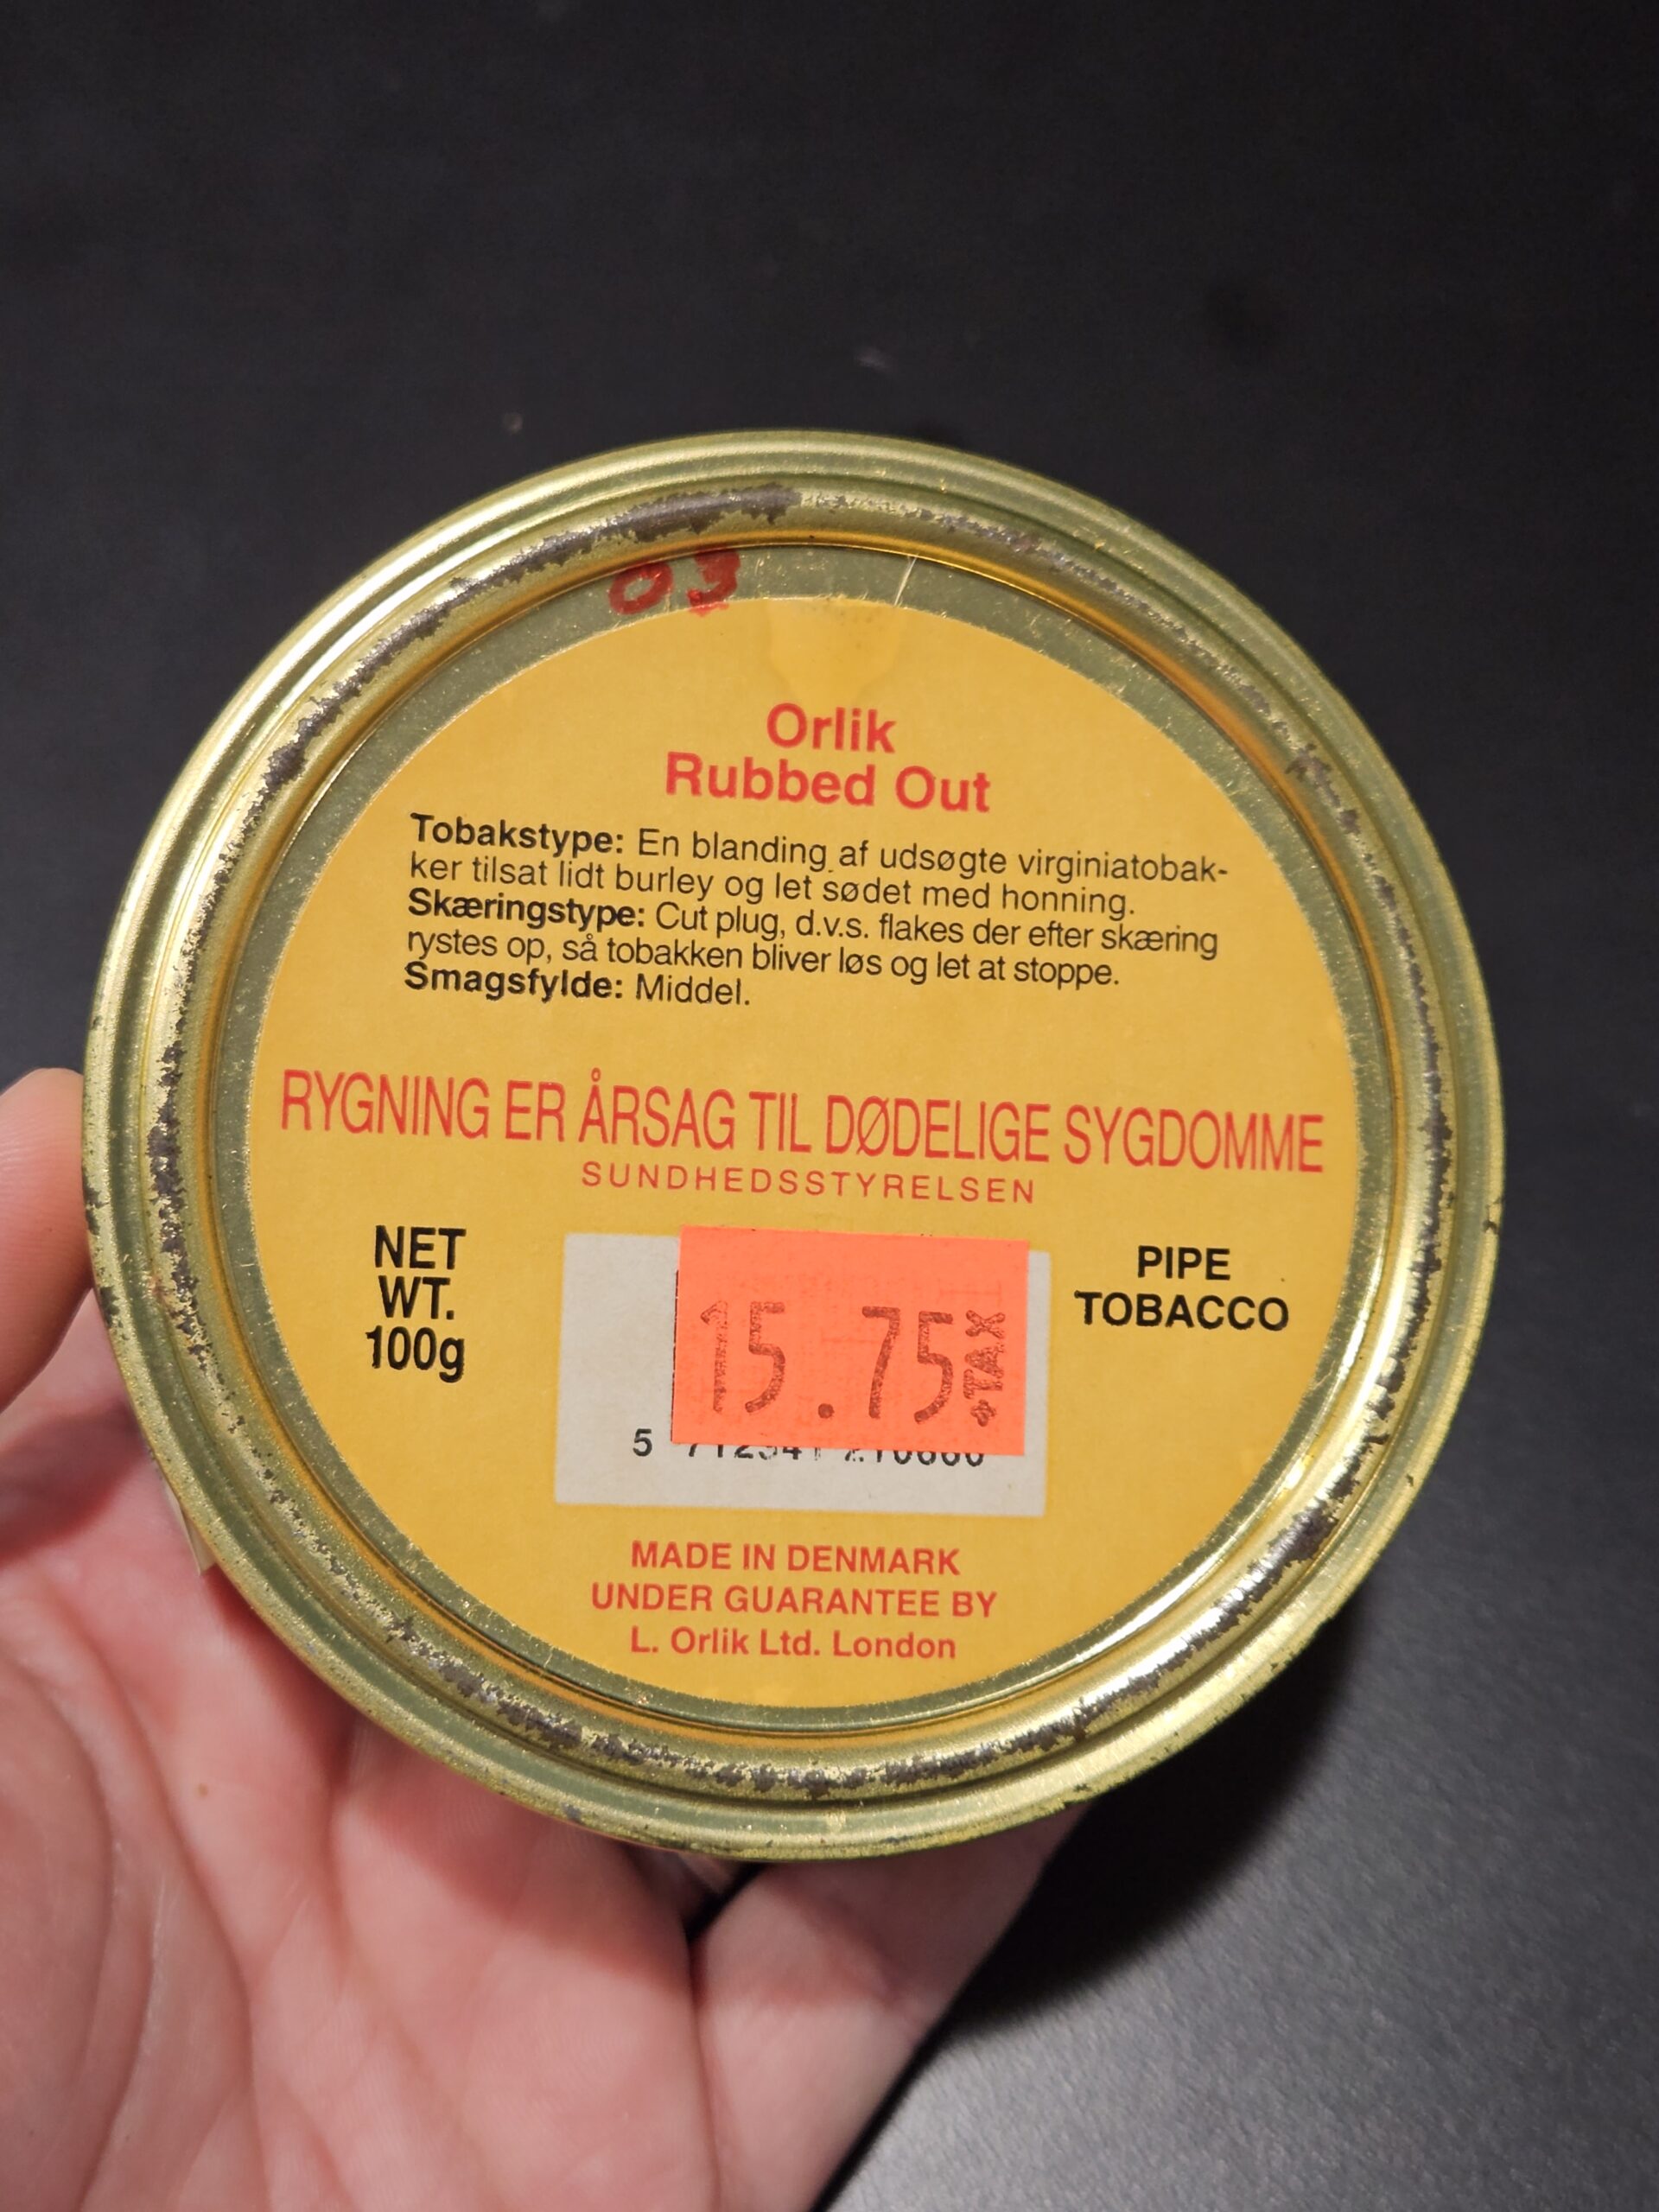 03
Orlik
Rubbed Out
Tobakstype: En blanding af udsøgte virginiatobak-
ker tilsat lidt burley og let sødet med honning.
Skæringstype: Cut plug, d.v.s. flakes der efter skæring
rystes op, så tobakken bliver løs og let at stoppe.
Smagsfylde: Middel.
RYGNING ER ÅRSAG TIL DØDELIGE SYGDOMME
SUNDHEDSSTYRELSEN
NET
WT.
100g
15.75 +TAX
PIPE
TOBACCO
5
MADE IN DENMARK
UNDER GUARANTEE BY
L. Orlik Ltd. London